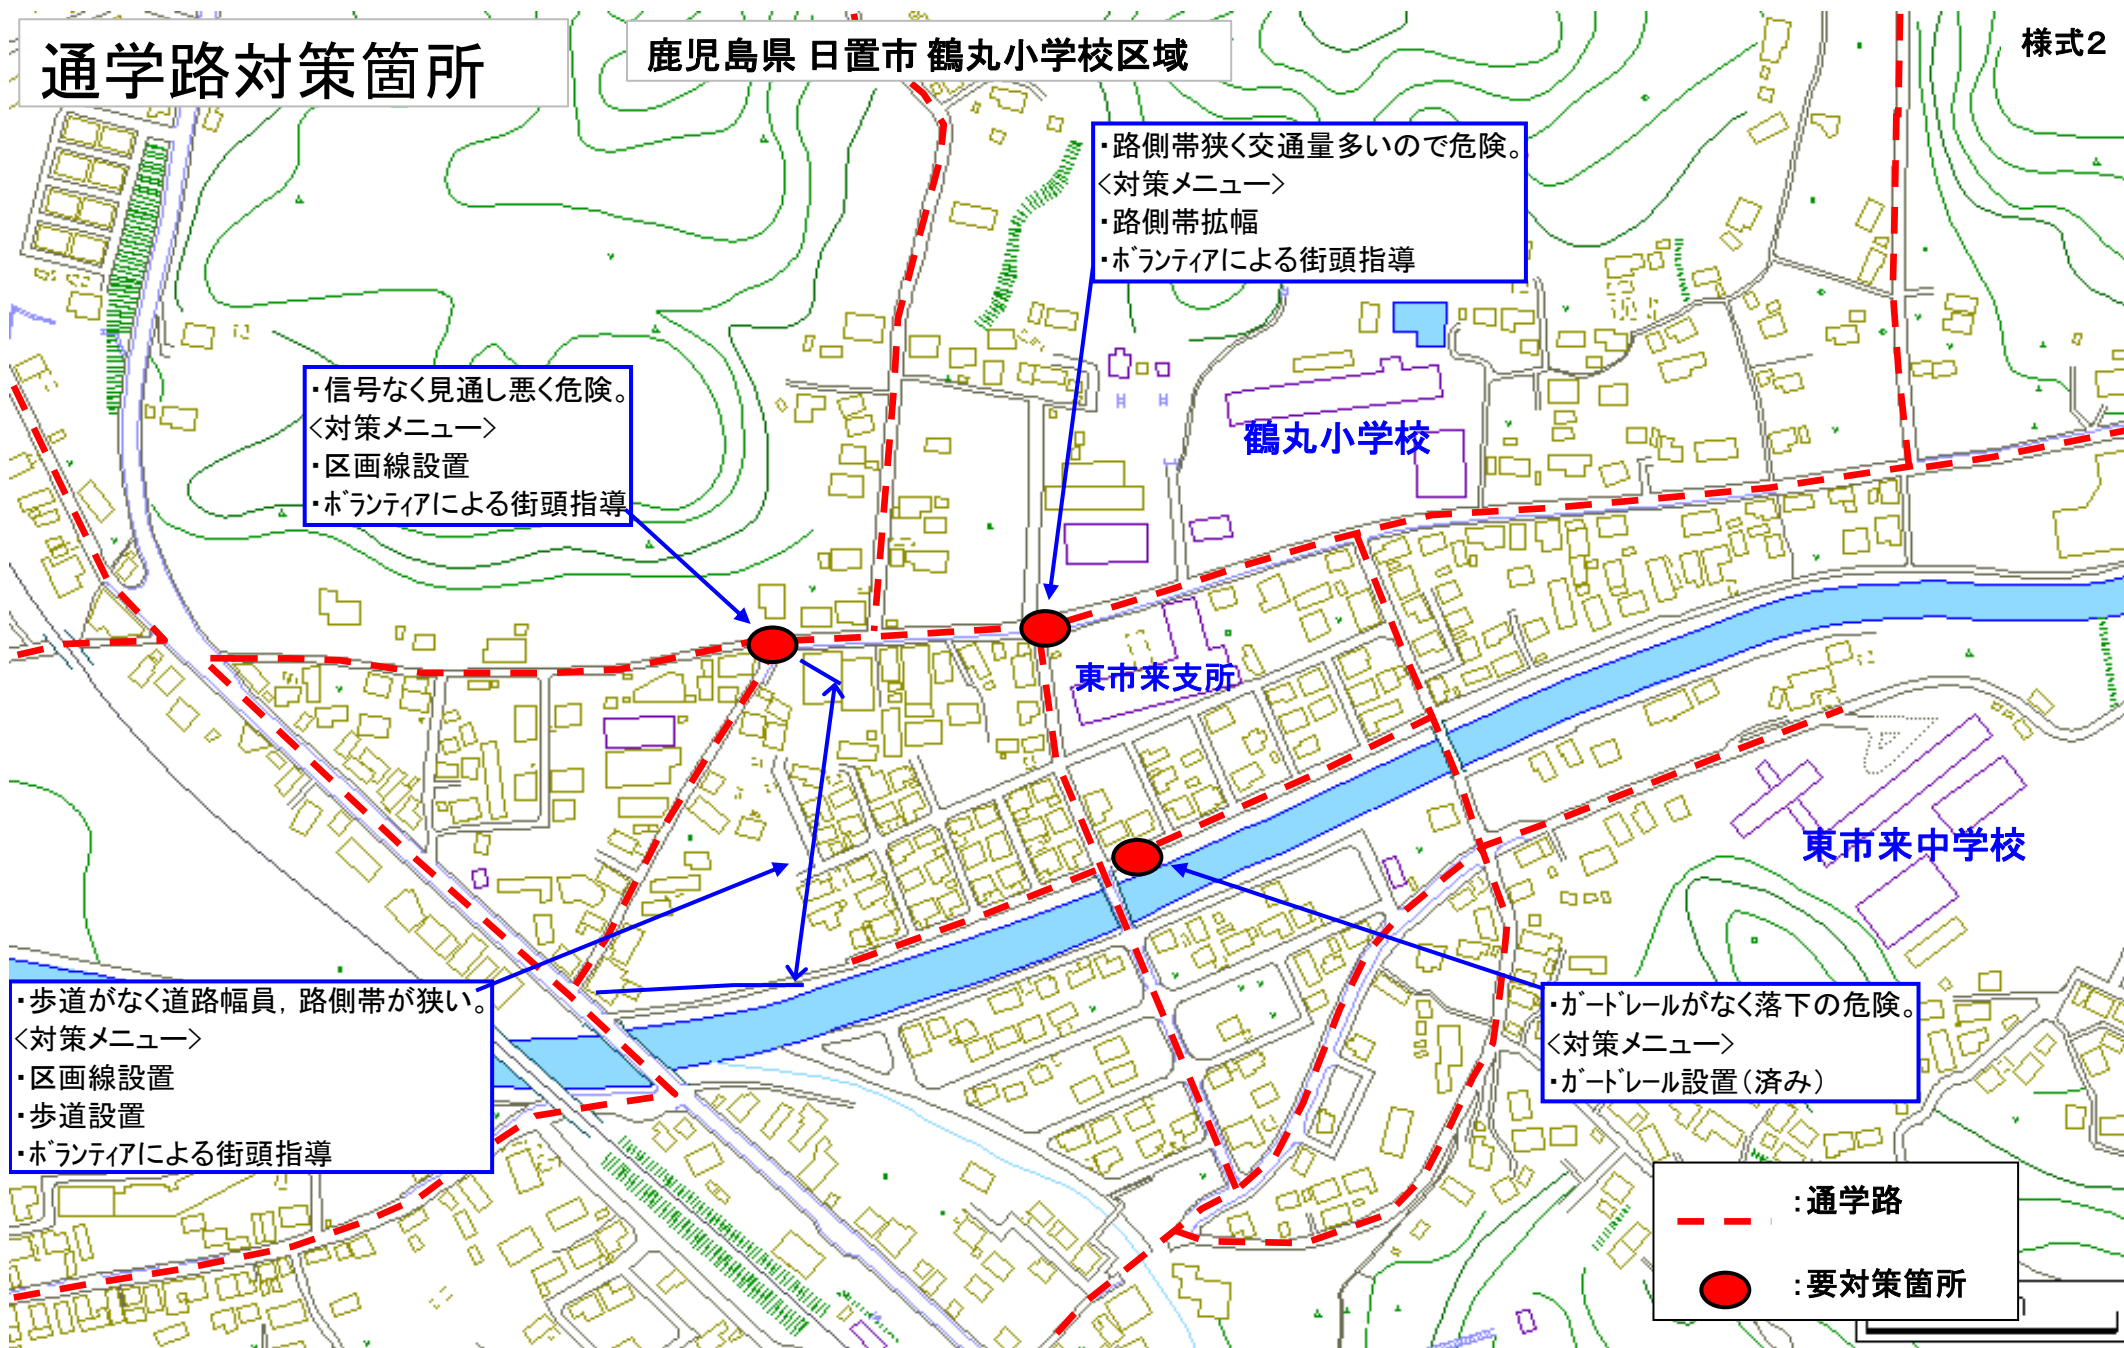 通学路対策箇所
鹿児島県 日置市 鶴丸小学校区域
様式2
・路側帯狭く交通量多いので危険。
<対策メニュー>
・路側帯拡幅
・ボランティアによる街頭指導
・信号なく見通し悪く危険。
<対策メニュー>
・区画線設置
・ボランティアによる街頭指導
鶴丸小学校
東市来支所
東市来中学校
・歩道がなく道路幅員，路側帯が狭い。
<対策メニュー>
・区画線設置
・歩道設置
・ボランティアによる街頭指導
・ガードレールがなく落下の危険。
<対策メニュー>
・ガードレール設置（済み）
：通学路
：要対策箇所